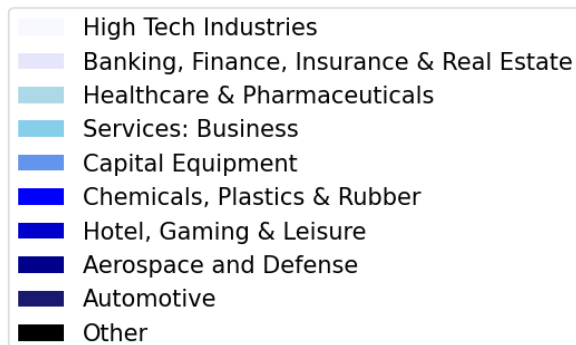 High Tech Industries
Banking, Finance, Insurance & Real Estate
Healthcare & Pharmaceuticals
Services: Business
Capital Equipment
Chemicals, Plastics & Rubber
Hotel, Gaming & Leisure
Aerospace and Defense
Automotive
Other